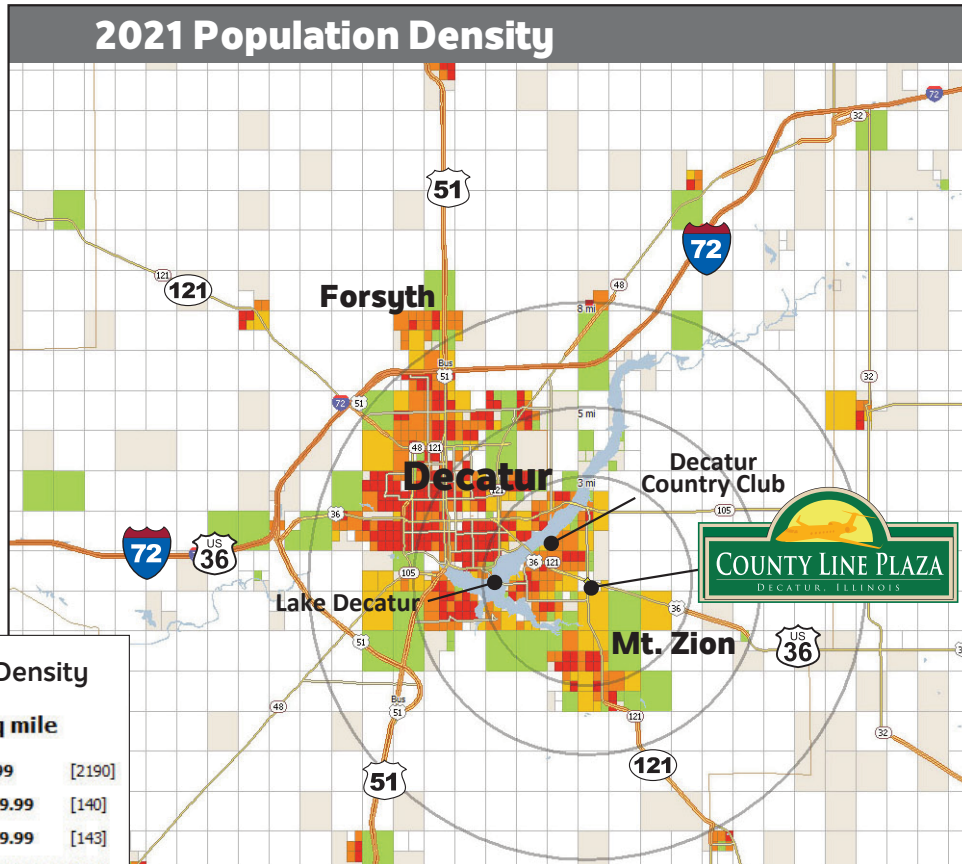 2021 Population Density
72
32
51
72
121
121
48
Forsyth
8 mi
Bus
51
32
72
51
5 mi
48
121
Decatur
Decatur
Country Club
121
3 mi
36
105
72
US
36
36
121
COUNTY LINE PLAZA
DECATUR, ILLINOIS
105
Lake Decatur
36
Mt. Zion
US
36
51
Density
q mile
99
[2190]
9.99
[140]
9.99
[143]
48
Bus
51
121
32
51
121